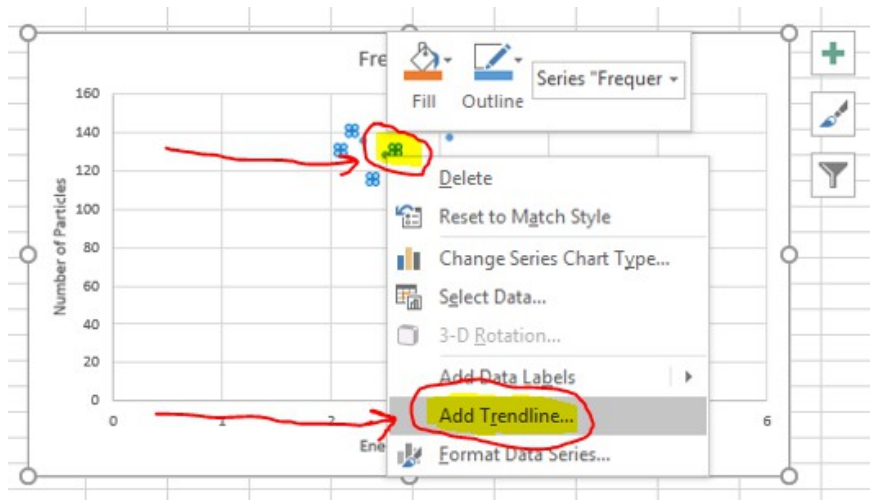 Fre
Fill Outline
Series "Frequer
160
140
120
100
80
60
40
20
0
Number of Particles
Delete
Reset to Match Style
Change Series Chart Type...
Select Data...
3-D Rotation...
Add Data Labels
Add Trendline...
Format Data Series...
0 1 2 6
Ene